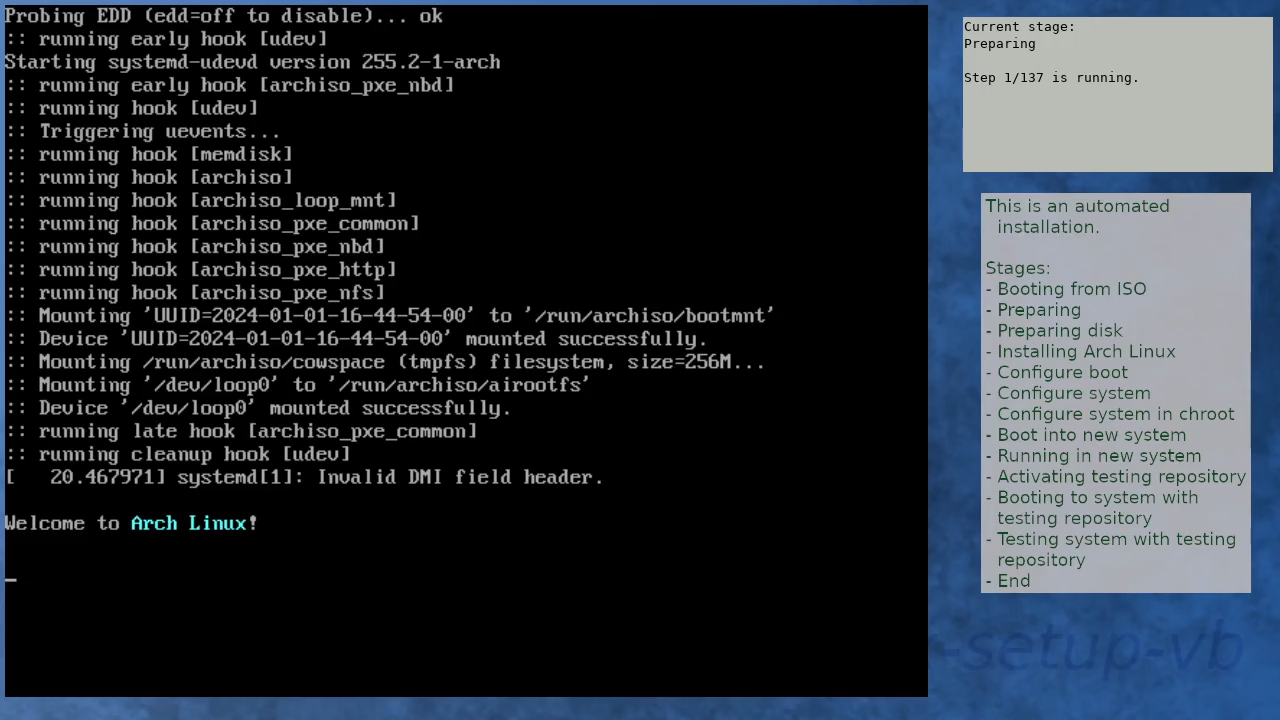 Probing EDD (edd=off to disable)... ok
:: running early hook [udev]
Starting systemd-udevd version 255.2-1-arch
:: running early hook [archiso_pxe_nbd]
:: running hook [udev]
:: Triggering uevents...
:: running hook [memdisk]
:: running hook [archiso]
:: running hook [archiso_loop_mnt]
:: running hook [archiso_pxe_common]
:: running hook [archiso_pxe_nbd]
:: running hook [archiso_pxe_http]
:: running hook [archiso_pxe_nfs]
:: Mounting 'UUID=2024-01-01-16-44-54-00' to '/run/archiso/bootmnt'
:: Device 'UUID=2024-01-01-16-44-54-00' mounted successfully.
:: Mounting /run/archiso/cowspace (tmpfs) filesystem, size=256M...
:: Mounting '/dev/loop0' to '/run/archiso/airootfs'
:: Device '/dev/loop0' mounted successfully.
:: running late hook [archiso_pxe_common]
:: running cleanup hook [udev]
[   20.467971] systemd[1]: Invalid DMI field header.
Welcome to Arch Linux!
_
Current stage:
Preparing
Step 1/137 is running.
This is an automated
installation.
Stages:
- Booting from ISO
- Preparing
- Preparing disk
- Installing Arch Linux
- Configure boot
- Configure system
- Configure system in chroot
- Boot into new system
- Running in new system
- Activating testing repository
- Booting to system with
testing repository
- Testing system with testing
repository
- End
-setup-vb